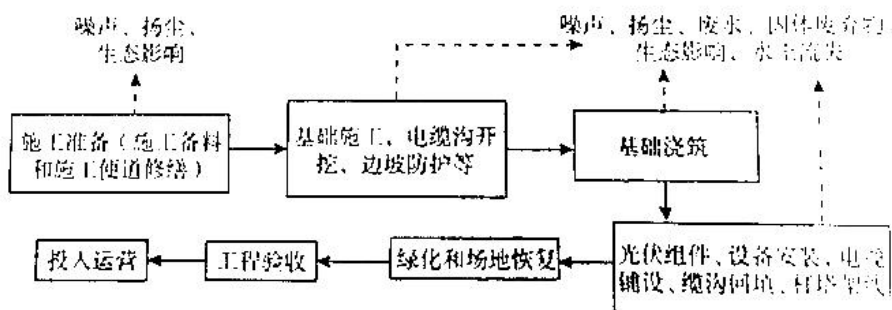 噪声、扬尘、
生态影响
噪声、扬尘、废水、固体废弃物
生态影响、水土流失
施工准备（施工备料
和施工便道修缮）
基础施工、电缆沟开
挖、边坡防护等
基础浇筑
光伏组件、设备安装、电缆
铺设、缆沟回填、杆塔架线
绿化和场地恢复
工程验收
投入运营